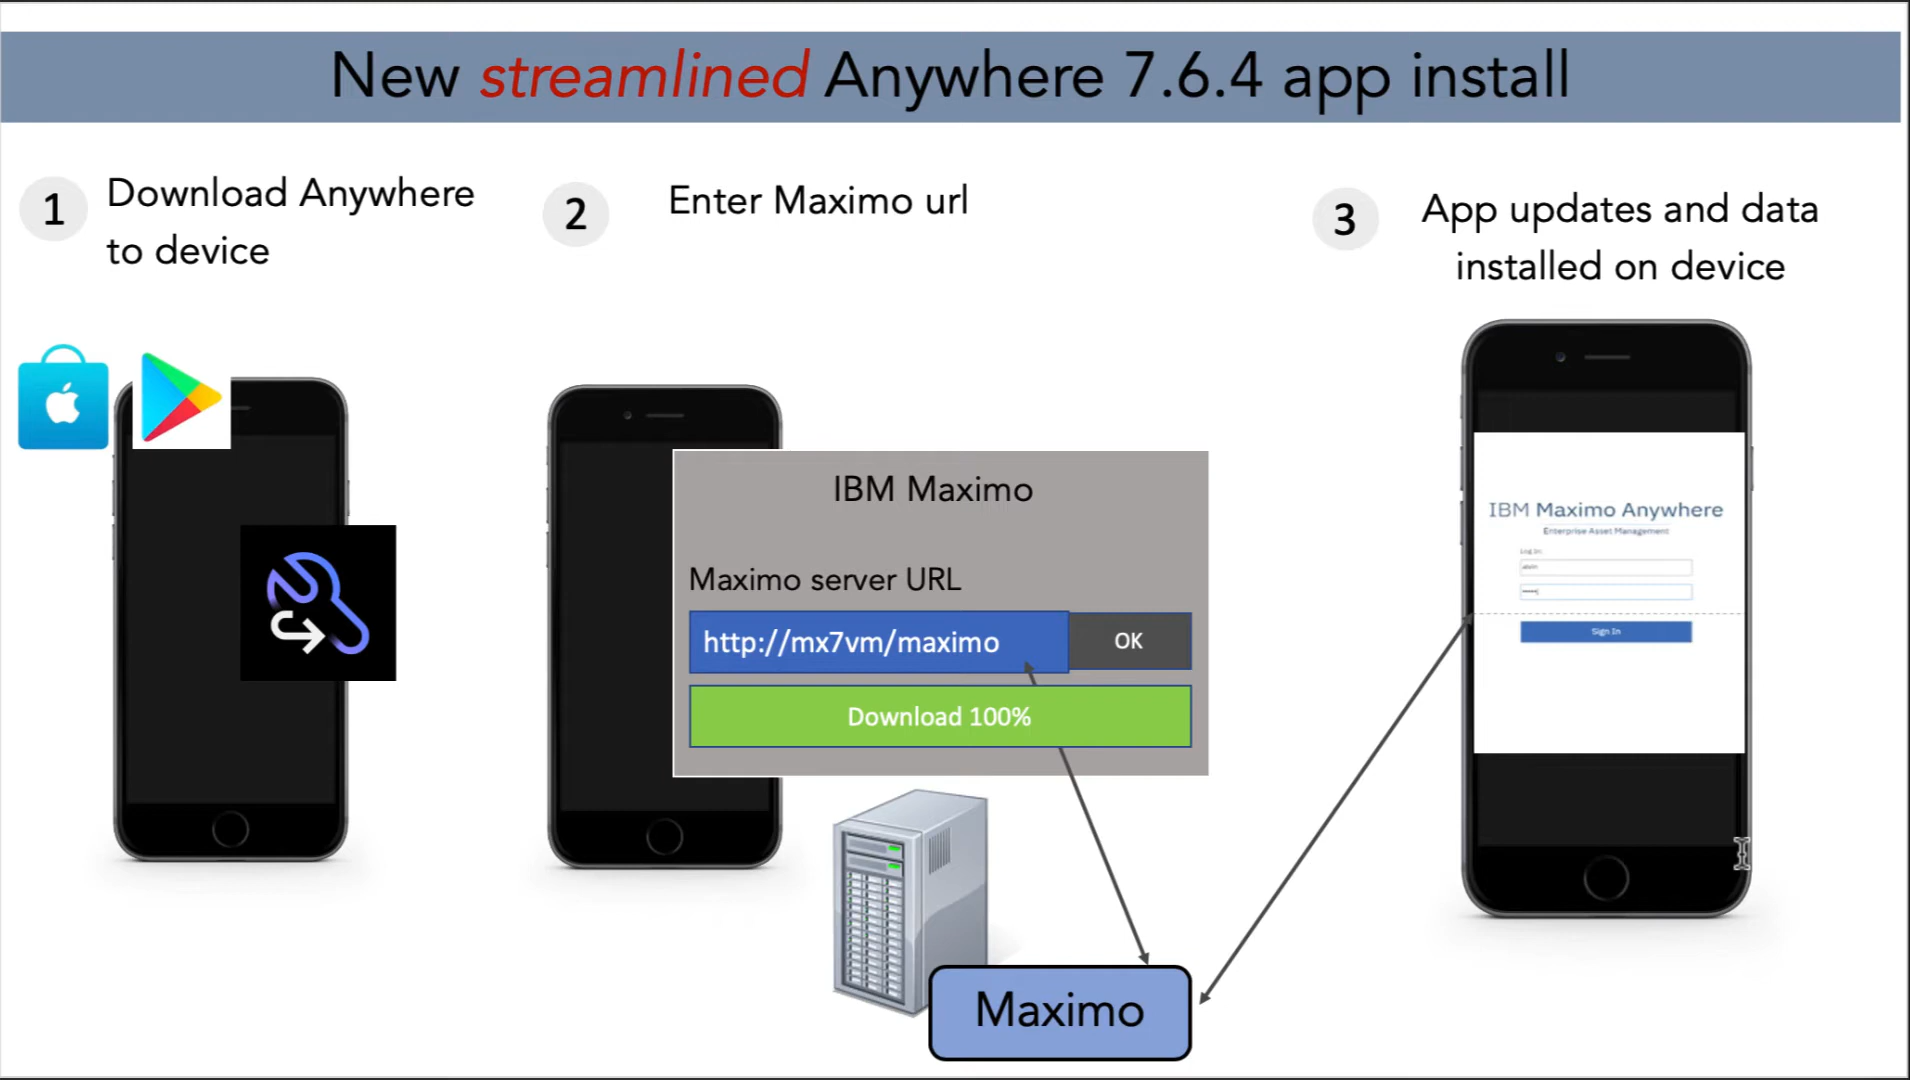 New streamlined Anywhere 7.6.4 app install
1
Download Anywhere
to device
2
Enter Maximo url
3
App updates and data
installed on device
IBM Maximo
Maximo server URL
http://mx7vm/maximo
OK
Download 100%
Maximo
IBM Maximo Anywhere
Enterprise Asset Management
Log In:
Sign In